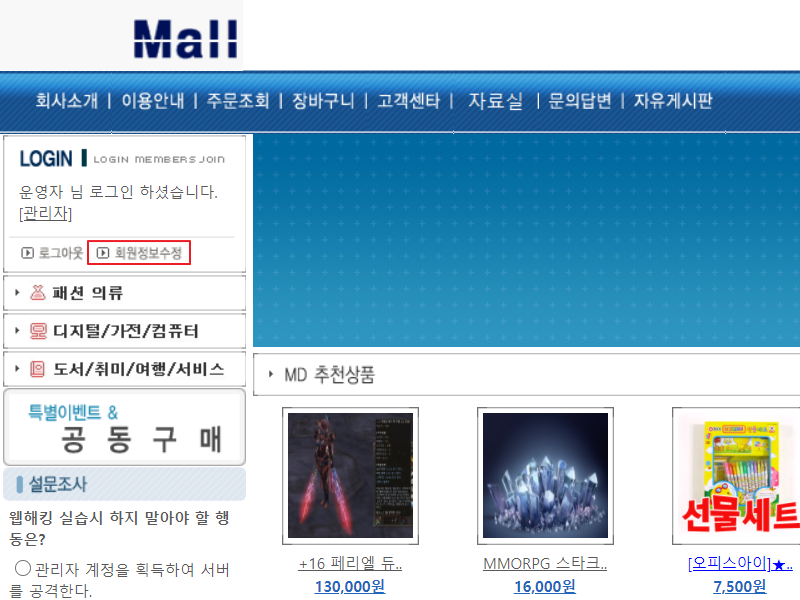 Mall
회사소개 | 이용안내 | 주문조회 | 장바구니 | 고객센타 | 자료실 | 문의답변 | 자유게시판
LOGIN LOGIN MEMBERS JOIN
운영자 님 로그인 하셨습니다.
[관리자]
로그아웃 회원정보수정
패션 의류
디지털/가전/컴퓨터
도서/취미/여행/서비스
특별이벤트 &
공 동 구 매
설문조사
웹해킹 실습시 하지 말아야 할 행
동은?
관리자 계정을 획득하여 서버
를 공격한다.
MD 추천상품
선물세트
+16 페리엘 듀..
130,000원
MMORPG 스타크..
16,000원
[오피스아이]★..
7,500원